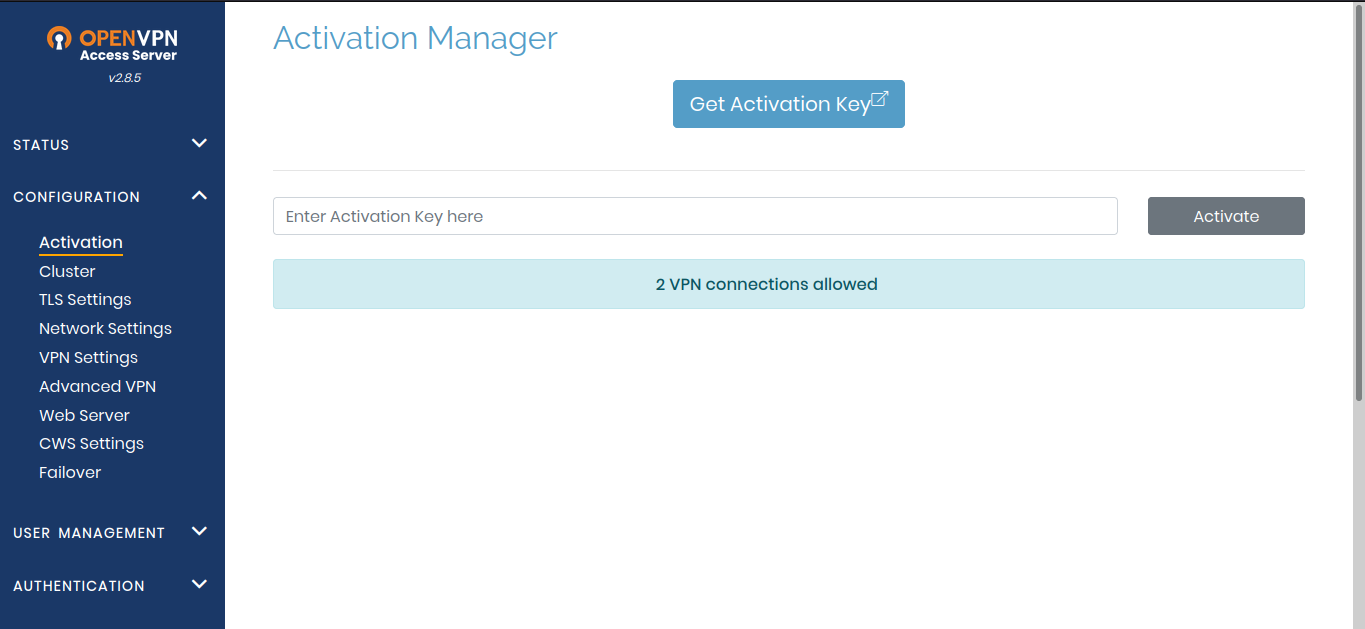 OPENVPN
Access Server
v2.8.5
STATUS
CONFIGURATION
Activation
Cluster
TLS Settings
Network Settings
VPN Settings
Advanced VPN
Web Server
CWS Settings
Failover
USER MANAGEMENT
AUTHENTICATION
Activation Manager
Get Activation Key
Enter Activation Key here
Activate
2 VPN connections allowed